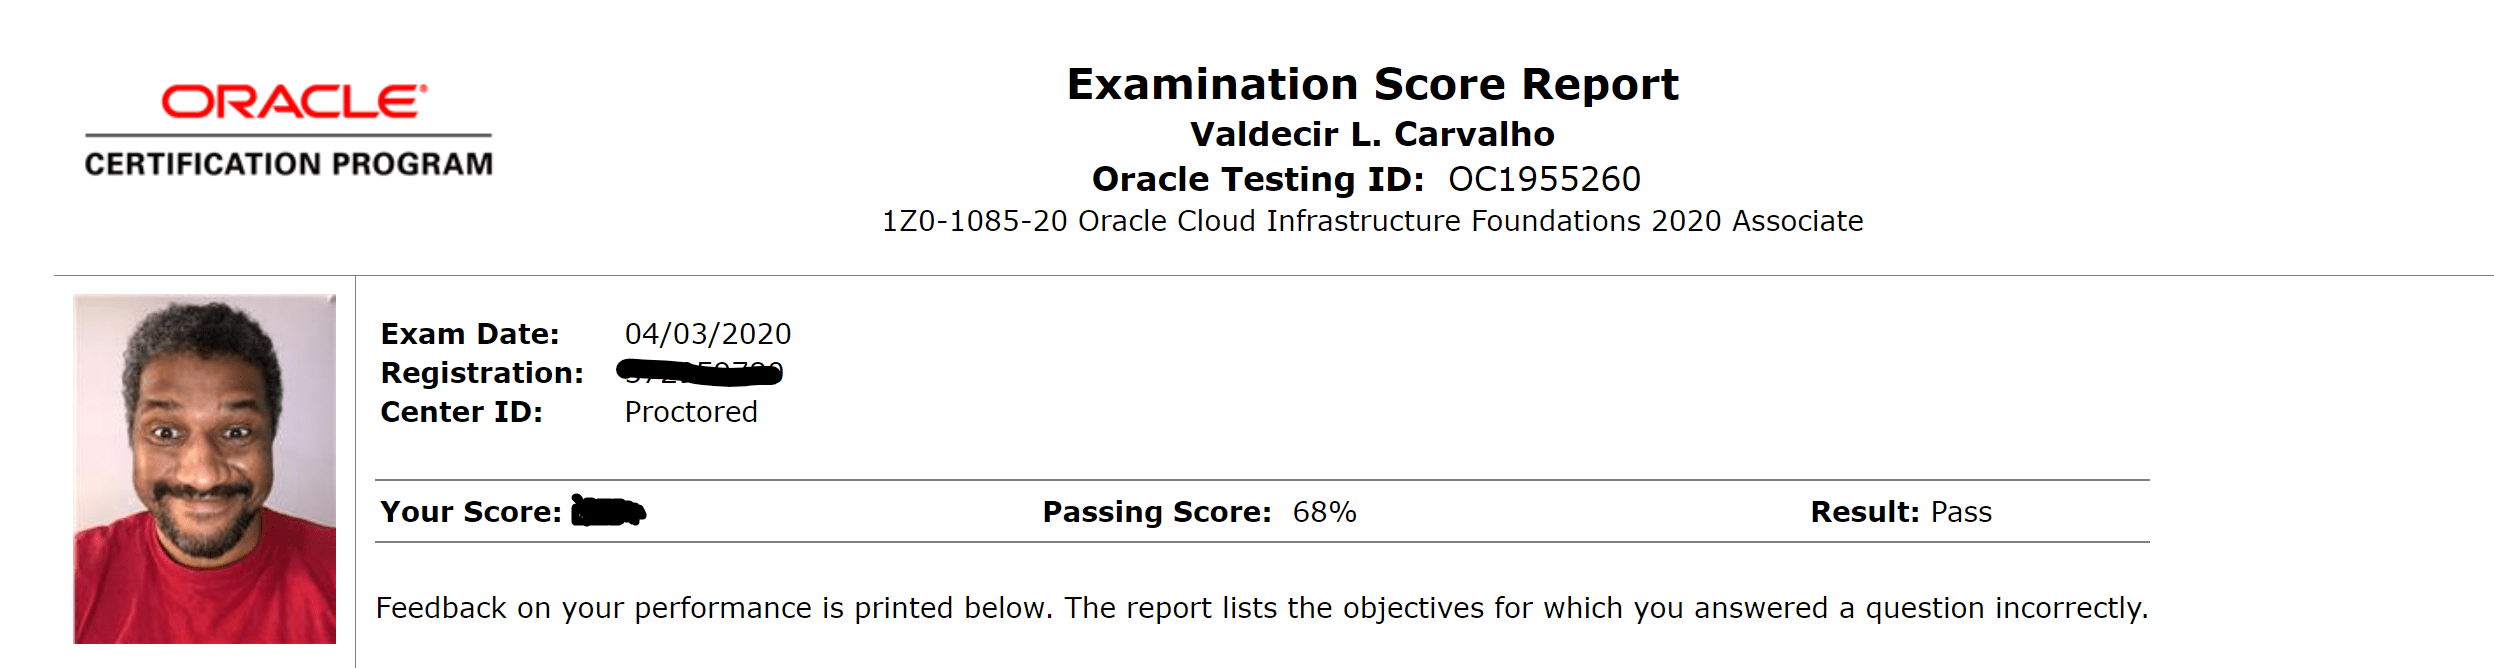 ORACLE®
CERTIFICATION PROGRAM
Examination Score Report
Valdecir L. Carvalho
Oracle Testing ID: OC1955260
1Z0-1085-20 Oracle Cloud Infrastructure Foundations 2020 Associate
Exam Date: 04/03/2020
Registration:
Center ID: Proctored
Your Score: Passing Score: 68% Result: Pass
Feedback on your performance is printed below. The report lists the objectives for which you answered a question incorrectly.